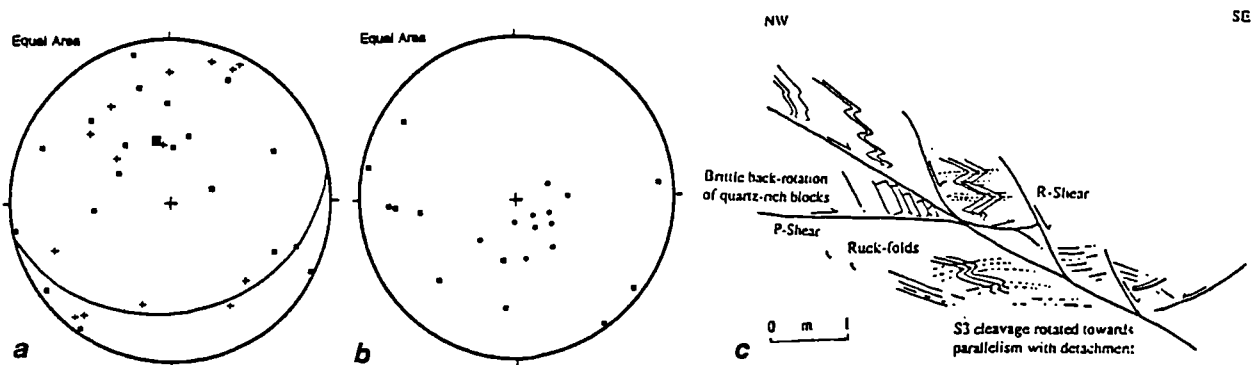 Equal Area
a
Equal Area
b
NW
SE
Brittle back-rotation
of quartz-rich blocks
R-Shear
P-Shear
Ruck-folds
0 m 1
S3 cleavage rotated towards
parallelism with detachment
c